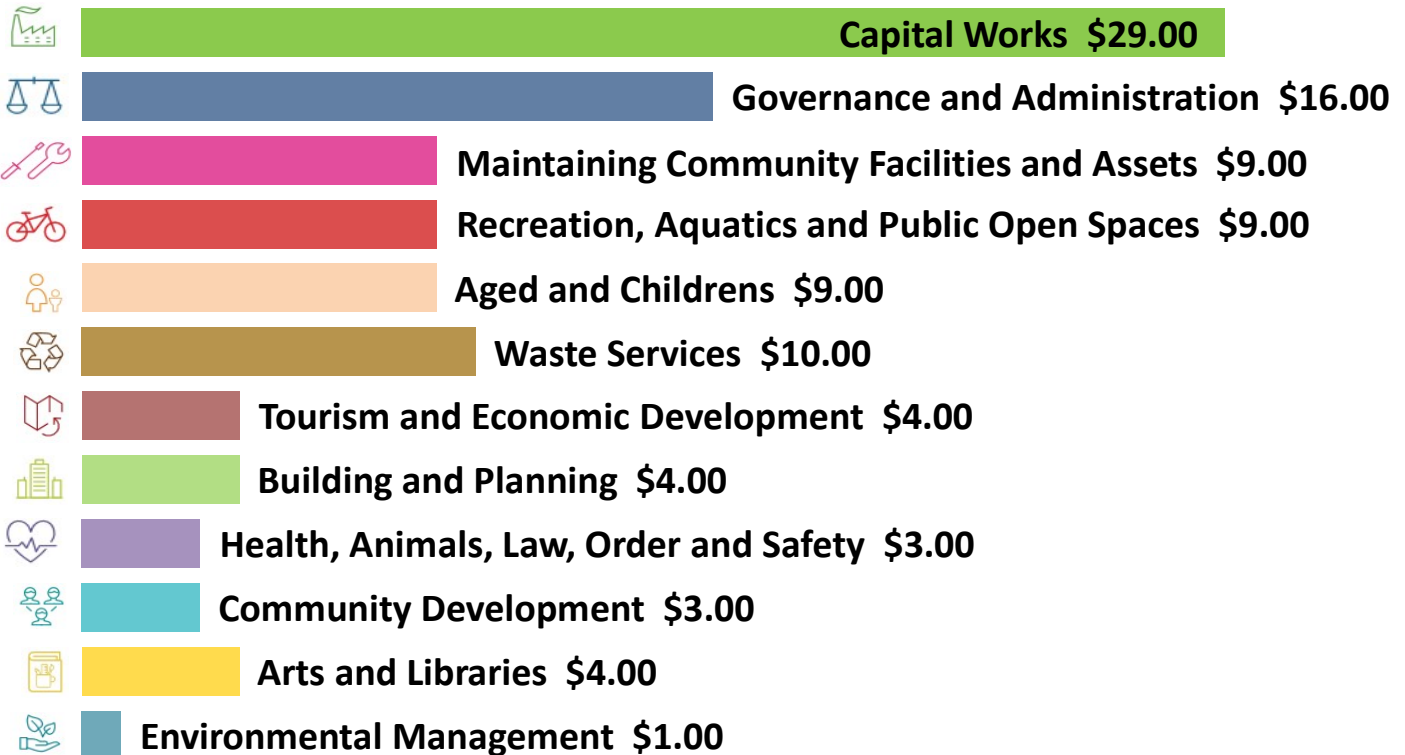 Capital Works $29.00
Governance and Administration $16.00
Maintaining Community Facilities and Assets $9.00
Recreation, Aquatics and Public Open Spaces $9.00
Aged and Childrens $9.00
Waste Services $10.00
Tourism and Economic Development $4.00
Building and Planning $4.00
Health, Animals, Law, Order and Safety $3.00
Community Development $3.00
Arts and Libraries $4.00
Environmental Management $1.00